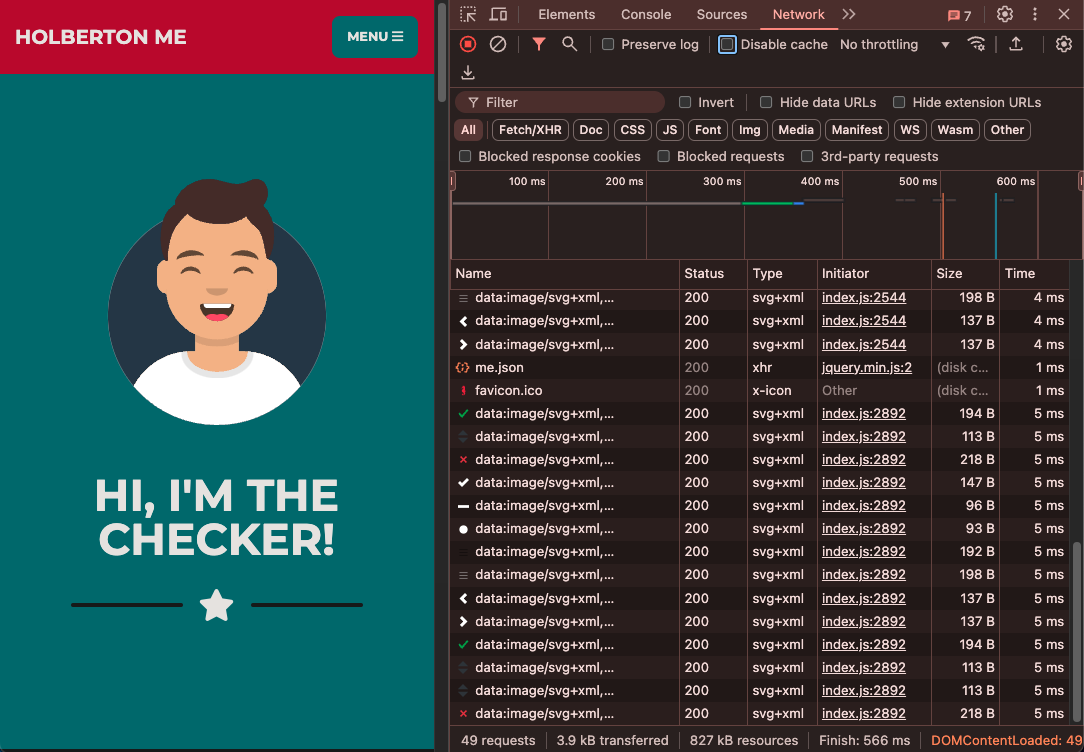 HOLBERTON ME
MENU
HI, I'M THE
CHECKER!
Elements Console Sources Network 7
Preserve log Disable cache No throttling
Filter Invert Hide data URLs Hide extension URLs
All Fetch/XHR Doc CSS JS Font Img Media Manifest WS Wasm Other
Blocked response cookies Blocked requests 3rd-party requests
100 ms 200 ms 300 ms 400 ms 500 ms 600 ms
Name Status Type Initiator Size Time
data:image/svg+xml,... 200 svg+xml index.js:2544 198 B 4 ms
data:image/svg+xml,... 200 svg+xml index.js:2544 137 B 4 ms
data:image/svg+xml,... 200 svg+xml index.js:2544 137 B 4 ms
me.json 200 xhr jquery.min.js:2 (disk c... 1 ms
favicon.ico 200 x-icon Other (disk c... 1 ms
data:image/svg+xml,... 200 svg+xml index.js:2892 194 B 5 ms
data:image/svg+xml,... 200 svg+xml index.js:2892 113 B 5 ms
data:image/svg+xml,... 200 svg+xml index.js:2892 218 B 5 ms
data:image/svg+xml,... 200 svg+xml index.js:2892 147 B 5 ms
data:image/svg+xml,... 200 svg+xml index.js:2892 96 B 5 ms
data:image/svg+xml,... 200 svg+xml index.js:2892 93 B 5 ms
data:image/svg+xml,... 200 svg+xml index.js:2892 192 B 5 ms
data:image/svg+xml,... 200 svg+xml index.js:2892 198 B 5 ms
data:image/svg+xml,... 200 svg+xml index.js:2892 137 B 5 ms
data:image/svg+xml,... 200 svg+xml index.js:2892 137 B 5 ms
data:image/svg+xml,... 200 svg+xml index.js:2892 194 B 5 ms
data:image/svg+xml,... 200 svg+xml index.js:2892 113 B 5 ms
data:image/svg+xml,... 200 svg+xml index.js:2892 113 B 5 ms
data:image/svg+xml,... 200 svg+xml index.js:2892 218 B 5 ms
49 requests 3.9 kB transferred 827 kB resources Finish: 566 ms DOMContentLoaded: 49